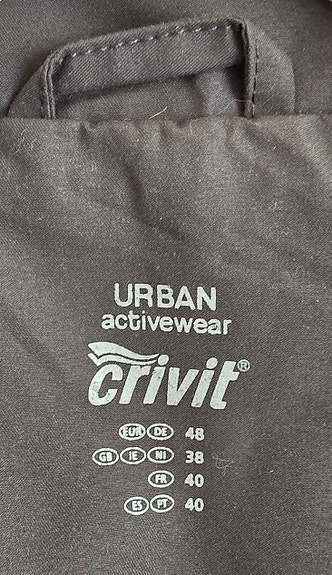 URBAN
activewear
crivit®
EUR DE 48
GB IE NI 38
FR 40
ES PT 40